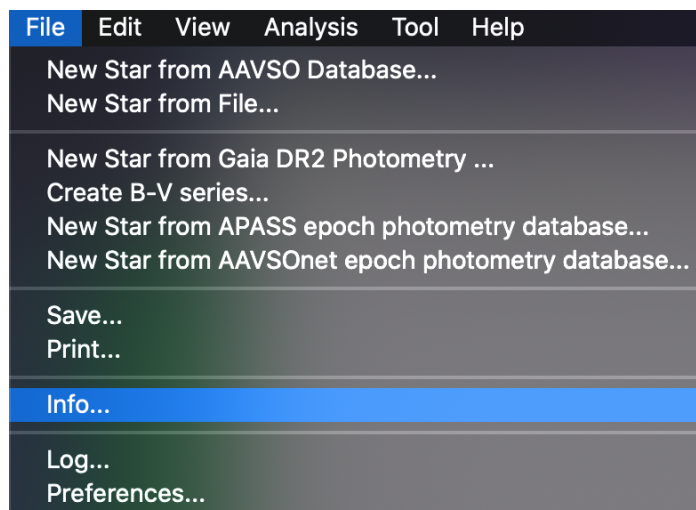 File Edit View Analysis Tool Help
New Star from AAVSO Database...
New Star from File...
New Star from Gaia DR2 Photometry ...
Create B-V series...
New Star from APASS epoch photometry database...
New Star from AAVSOnet epoch photometry database...
Save...
Print...
Info...
Log...
Preferences...